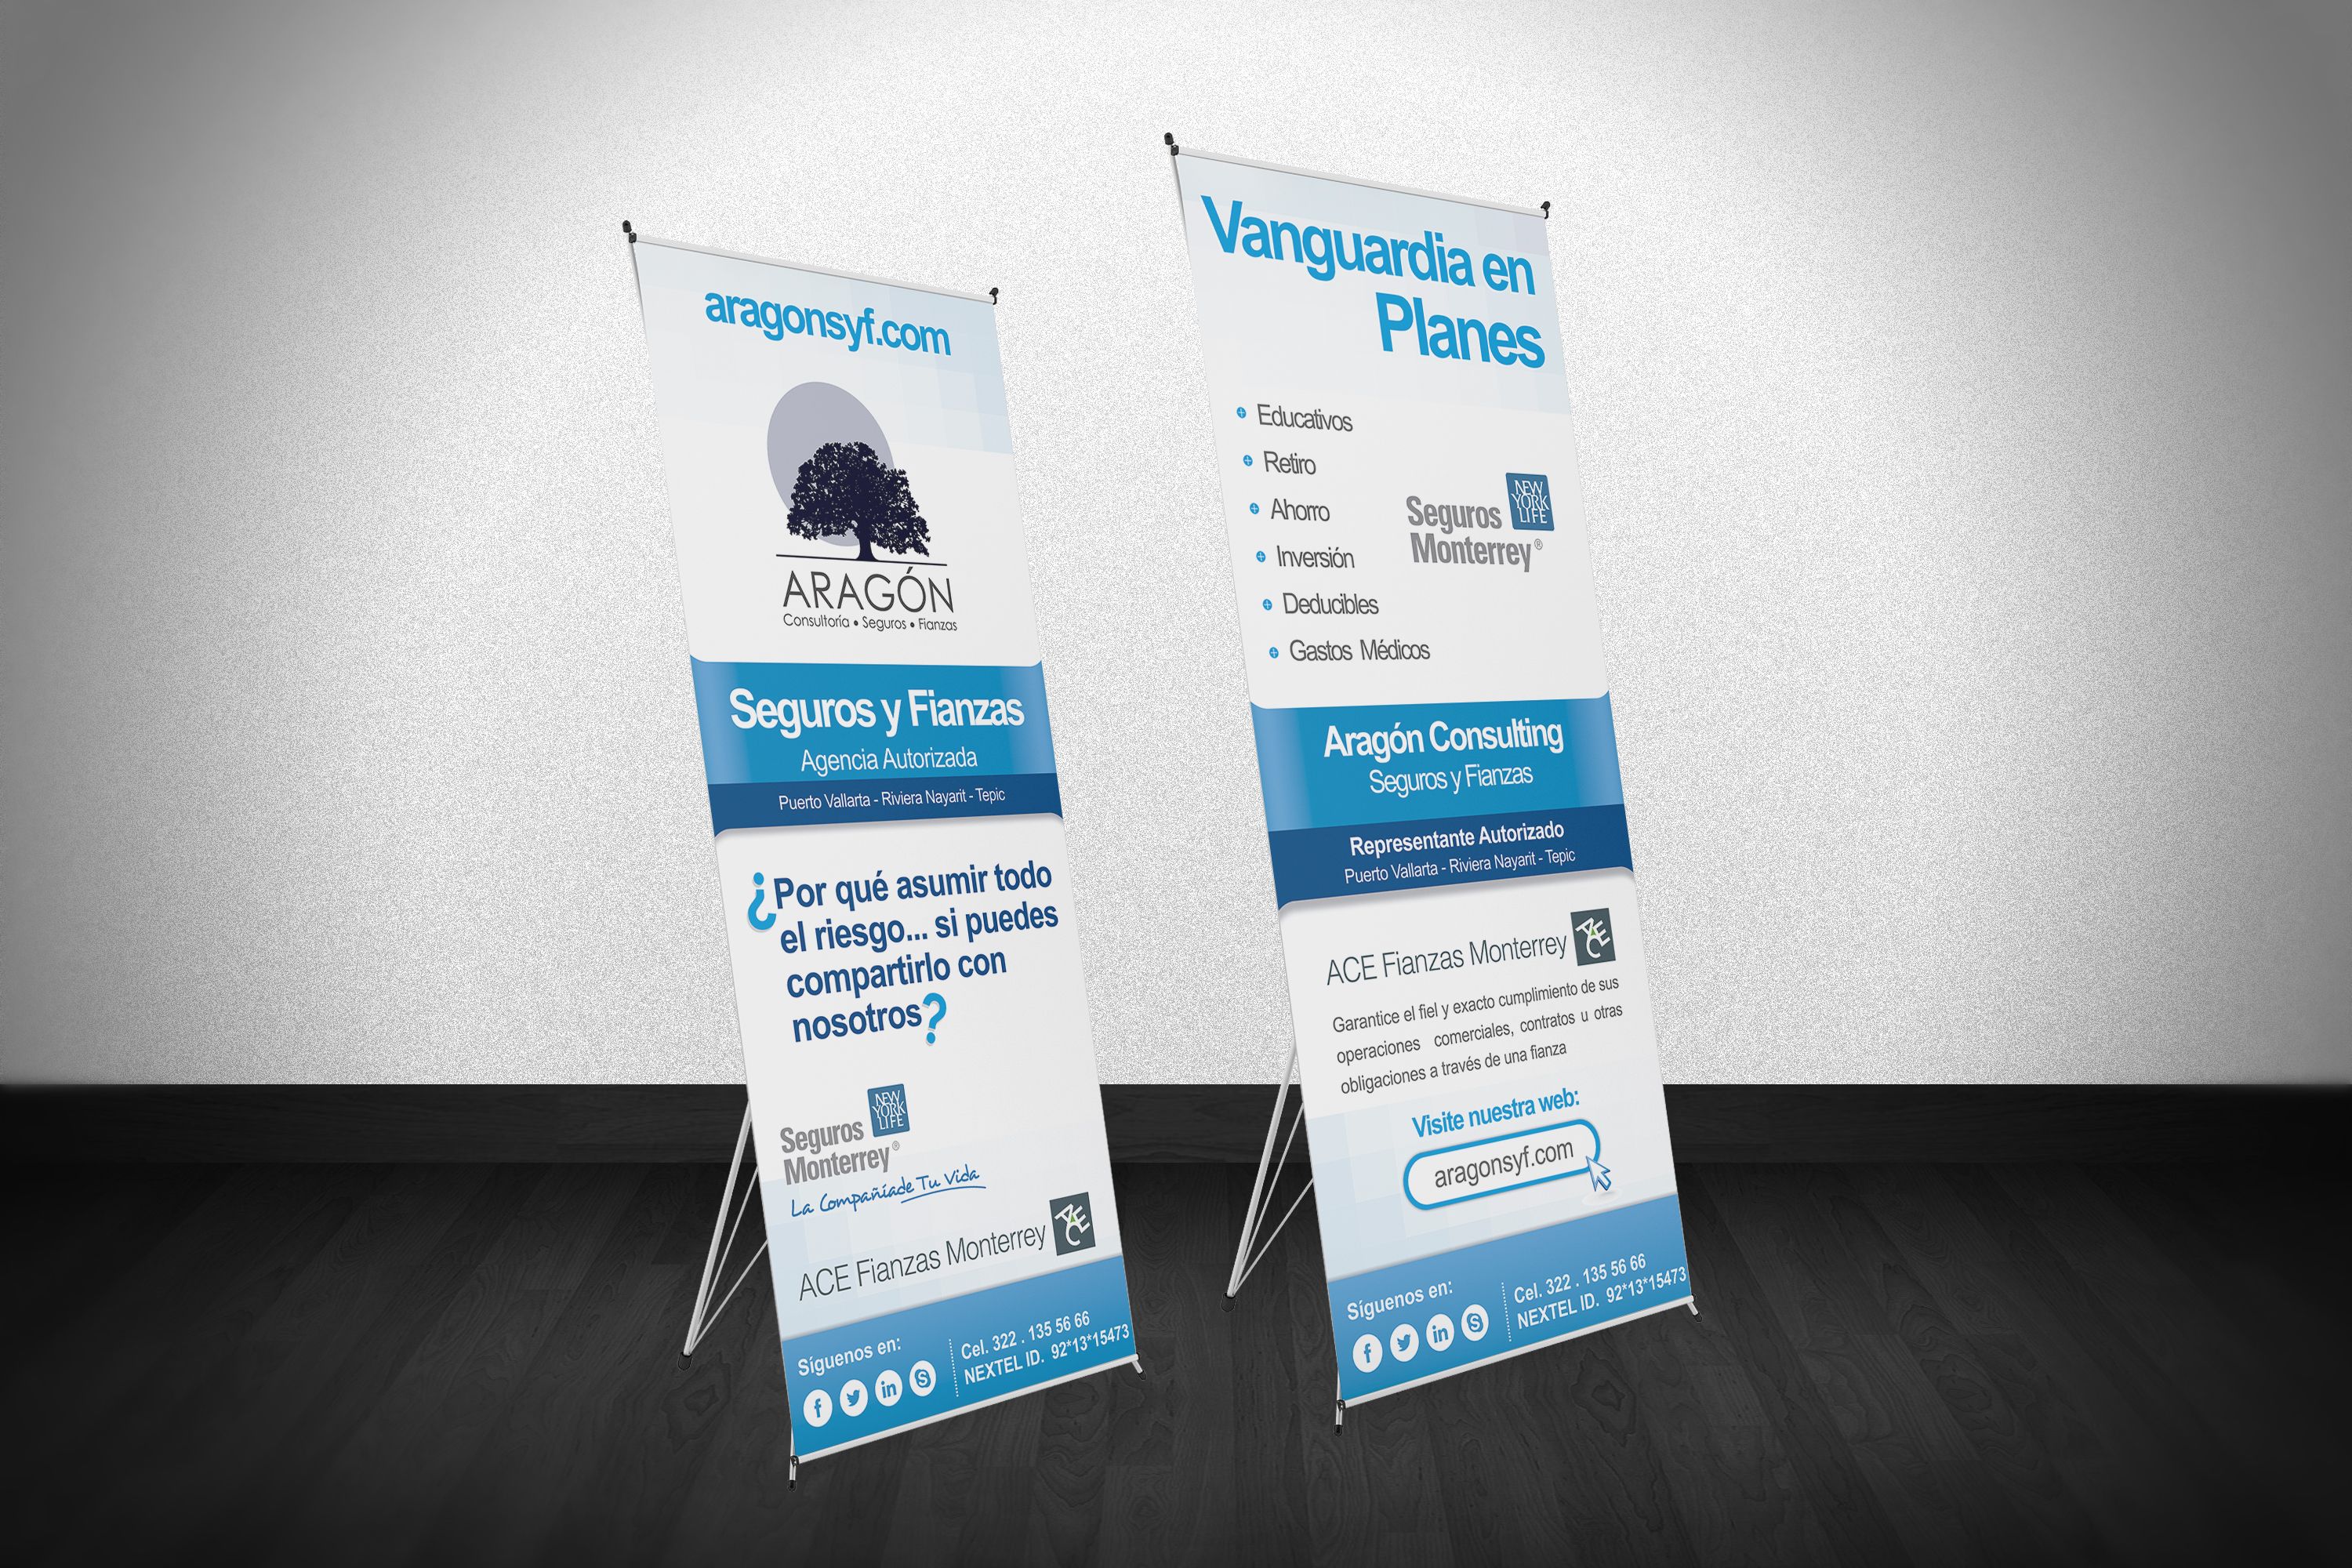 aragonsyf.com
ARAGÓN
Consultoría • Seguros • Fianzas
Seguros y Fianzas
Agencia Autorizada
Puerto Vallarta - Riviera Nayarit - Tepic
¿Por qué asumir todo
el riesgo... si puedes
compartirlo con
nosotros?
NEW
YORK
LIFE
Seguros
Monterrey®
La Compañíade Tu Vida
ACE Fianzas Monterrey
ACE
Síguenos en:
Cel. 322 . 135 56 66
NEXTEL ID. 92*13*15473
Vanguardia en
Planes
Educativos
Retiro
Ahorro
Inversión
Deducibles
Gastos Médicos
NEW
YORK
LIFE
Seguros
Monterrey®
Aragón Consulting
Seguros y Fianzas
Representante Autorizado
Puerto Vallarta - Riviera Nayarit - Tepic
ACE Fianzas Monterrey
ACE
Garantice el fiel y exacto cumplimiento de sus
operaciones comerciales, contratos u otras
obligaciones a través de una fianza
Visite nuestra web:
aragonsyf.com
Síguenos en:
Cel. 322 . 135 56 66
NEXTEL ID. 92*13*15473